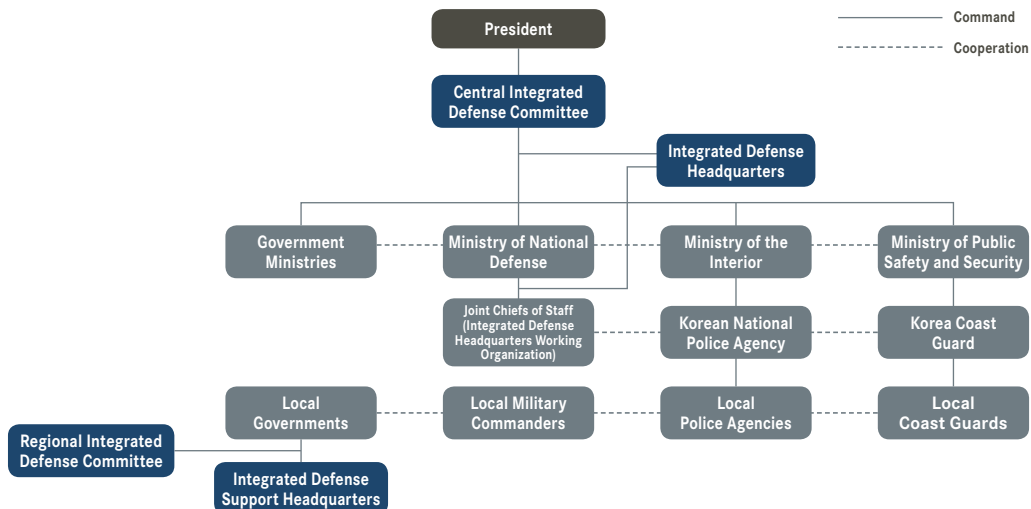 President
Command
Cooperation
Central Integrated
Defense Committee
Integrated Defense
Headquarters
Government
Ministries
Ministry of National
Defense
Ministry of the
Interior
Ministry of Public
Safety and Security
Joint Chiefs of Staff
(Integrated Defense
Headquarters Working
Organization)
Korean National
Police Agency
Korea Coast
Guard
Local
Governments
Local Military
Commanders
Local
Police Agencies
Local
Coast Guards
Regional Integrated
Defense Committee
Integrated Defense
Support Headquarters